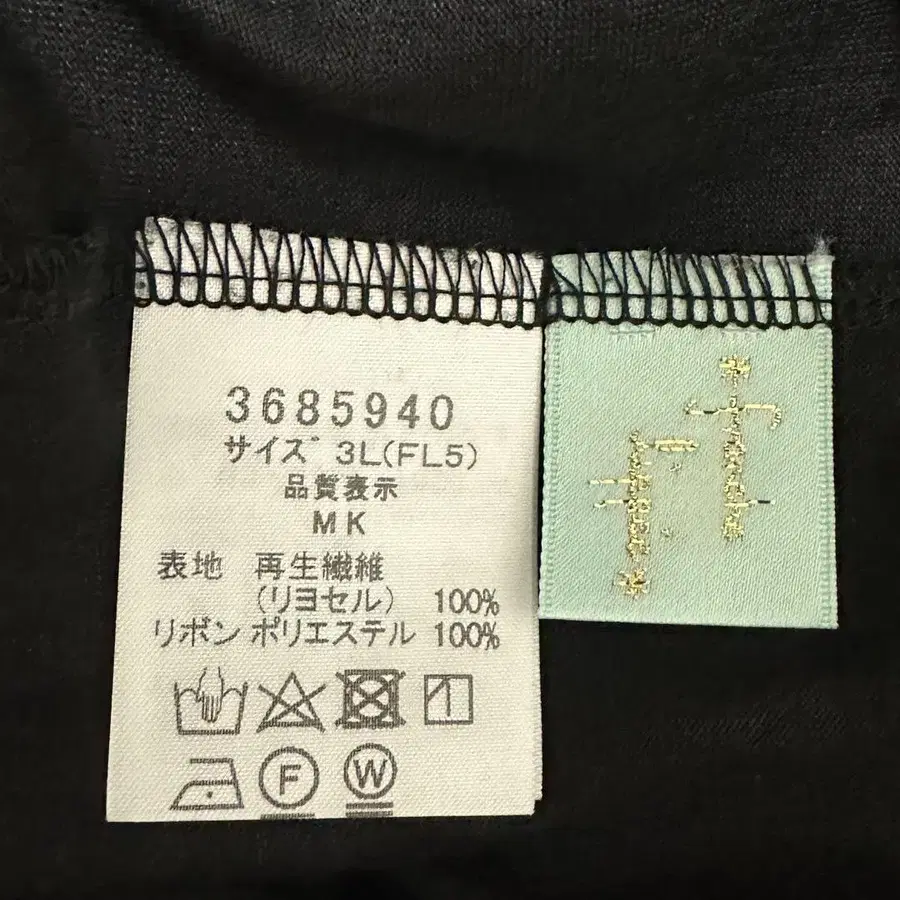 3685940
サイズ 3L(FL5)
品質表示
MK
表地 再生繊維
(リヨセル) 100%
リボン ポリエステル 100%
F W